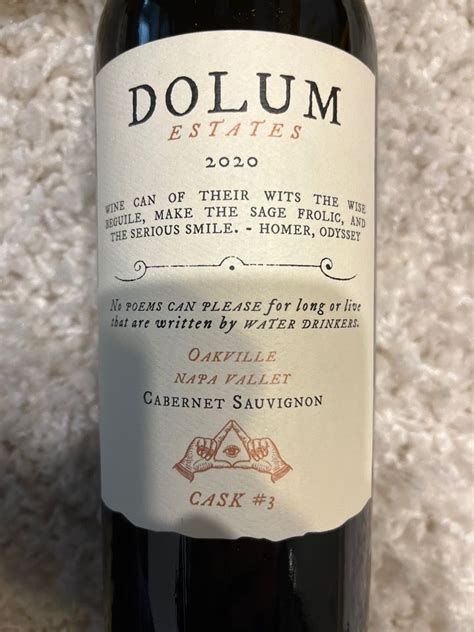 DOLUM
ESTATES
2020
WINE CAN OF THEIR WITS THE WISE
BEGUILE, MAKE THE SAGE FROLIC, AND
THE SERIOUS SMILE. - HOMER, ODYSSEY
NO POEMS CAN PLEASE for long or live
that are written by WATER DRINKERS.
OAKVILLE
NAPA VALLEY
CABERNET SAUVIGNON
CASK #3